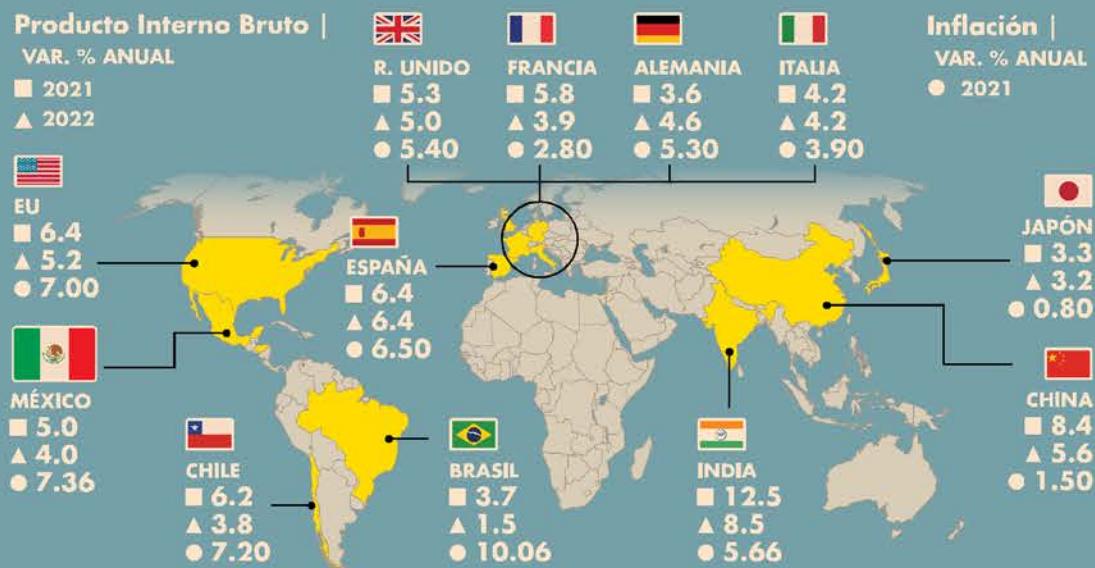 Producto Interno Bruto |
VAR. % ANUAL
■ 2021
▲ 2022
Inflación |
VAR. % ANUAL
● 2021
R. UNIDO
■ 5.3
▲ 5.0
● 5.40
FRANCIA
■ 5.8
▲ 3.9
● 2.80
ALEMANIA
■ 3.6
▲ 4.6
● 5.30
ITALIA
■ 4.2
▲ 4.2
● 3.90
EU
■ 6.4
▲ 5.2
● 7.00
ESPAÑA
■ 6.4
▲ 6.4
● 6.50
JAPÓN
■ 3.3
▲ 3.2
● 0.80
MÉXICO
■ 5.0
▲ 4.0
● 7.36
CHILE
■ 6.2
▲ 3.8
● 7.20
BRASIL
■ 3.7
▲ 1.5
● 10.06
INDIA
■ 12.5
▲ 8.5
● 5.66
CHINA
■ 8.4
▲ 5.6
● 1.50